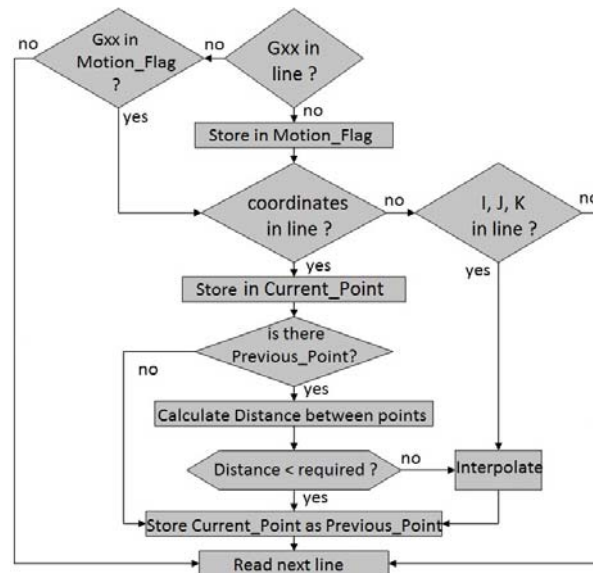 no
Gxx in
Motion_Flag
?
no
Gxx in
line ?
yes
no
Store in Motion_Flag
coordinates
in line ?
no
I, J, K
in line ?
no
yes
yes
Store in Current_Point
is there
Previous_Point?
no
yes
Calculate Distance between points
Distance < required ?
no
Interpolate
yes
Store Current_Point as Previous_Point
Read next line